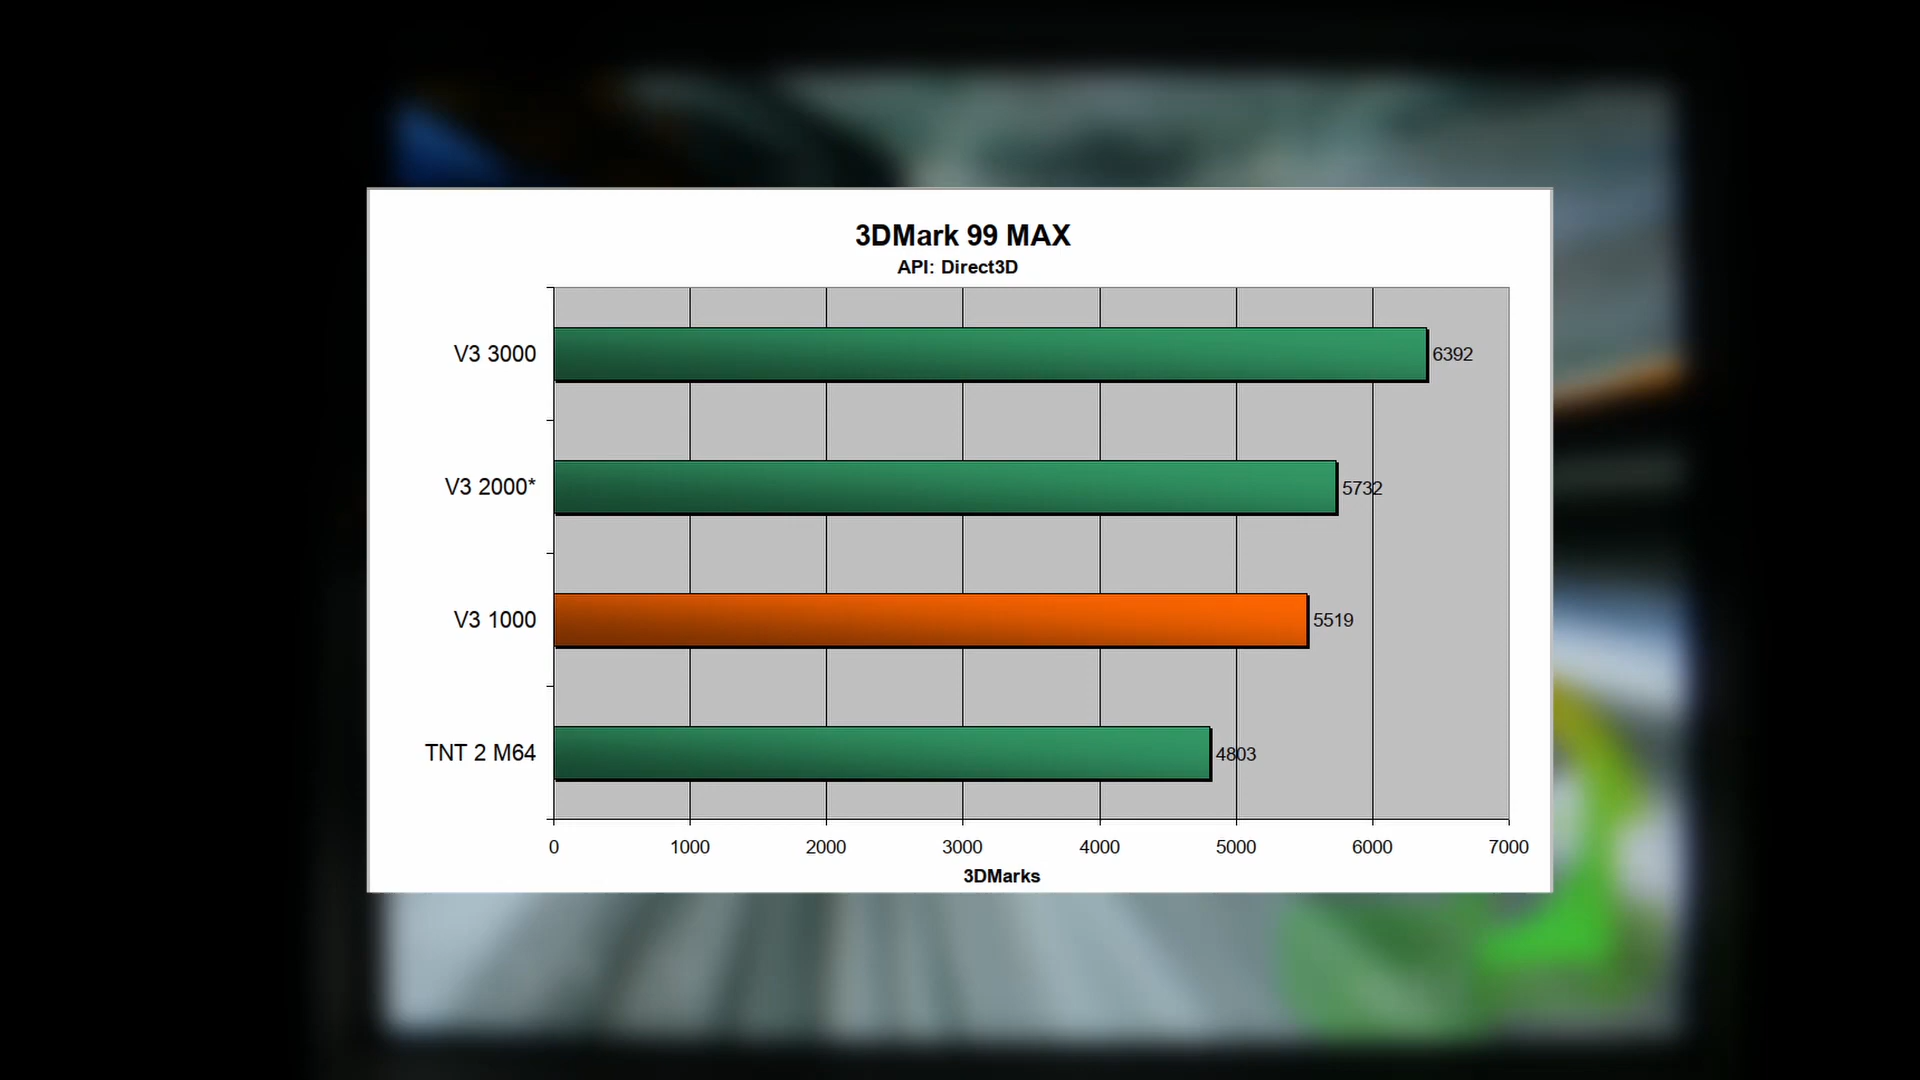 3DMark 99 MAX
API: Direct3D
V3 3000
6392
V3 2000*
5732
V3 1000
5519
TNT 2 M64
4803
0 1000 2000 3000 4000 5000 6000 7000
3DMarks